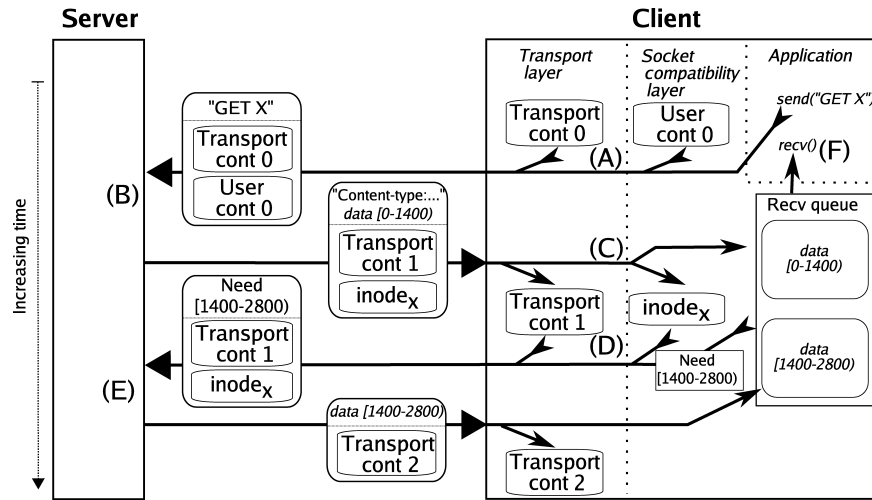 Server
Client
Transport
layer
Socket
compatibility
layer
Application
"GET X"
Transport
cont 0
User
cont 0
Transport
cont 0
User
cont 0
send("GET X")
recv()
(F)
(A)
(B)
"Content-type:..."
data [0-1400)
Transport
cont 1
inodeX
(C)
Recv queue
data
[0-1400)
Increasing time
Need
[1400-2800)
Transport
cont 1
inodeX
Transport
cont 1
inodeX
(D)
Need
[1400-2800)
data
[1400-2800)
(E)
data [1400-2800)
Transport
cont 2
Transport
cont 2